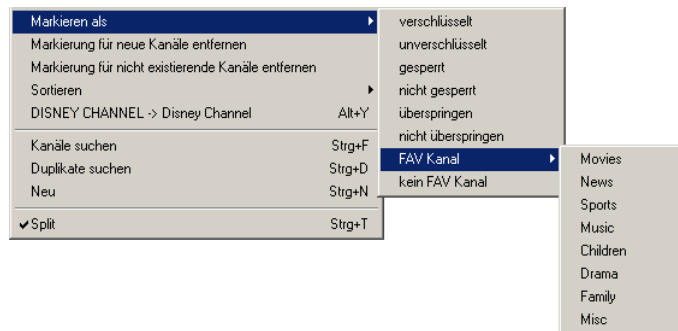 Markieren als
Markierung für neue Kanäle entfernen
Markierung für nicht existierende Kanäle entfernen
Sortieren
DISNEY CHANNEL -> Disney Channel Alt+Y
Kanäle suchen Strg+F
Duplikate suchen Strg+D
Neu Strg+N
Split Strg+T
verschlüsselt
unverschlüsselt
gesperrt
nicht gesperrt
überspringen
nicht überspringen
FAV Kanal
kein FAV Kanal
Movies
News
Sports
Music
Children
Drama
Family
Misc